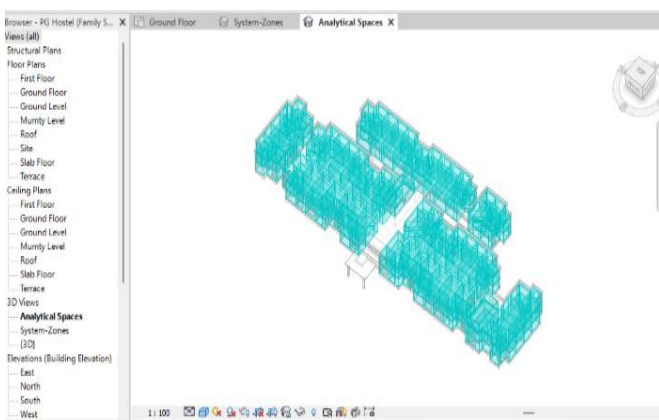 Browser - PG Hostel (Family S... X
Ground Floor
System-Zones
Analytical Spaces X
Views (all)
Structural Plans
Floor Plans
First Floor
Ground Floor
Ground Level
Mumty Level
Roof
Site
Slab Floor
Terrace
Ceiling Plans
First Floor
Ground Floor
Ground Level
Mumty Level
Roof
Slab Floor
Terrace
3D Views
Analytical Spaces
System-Zones
{3D}
Elevations (Building Elevation)
East
North
South
West
1 : 100